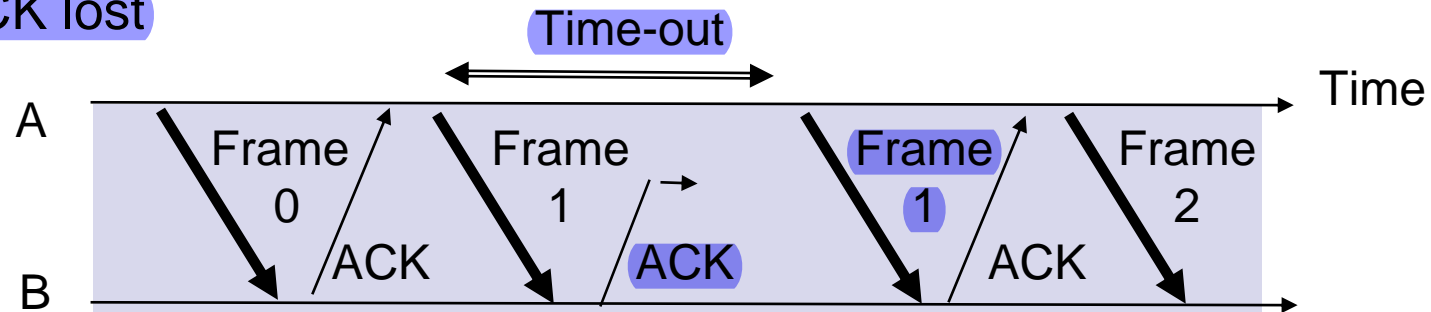 CK lost
Time-out
Time
A
Frame Frame Frame Frame
0 1 1 2
ACK ACK ACK
B